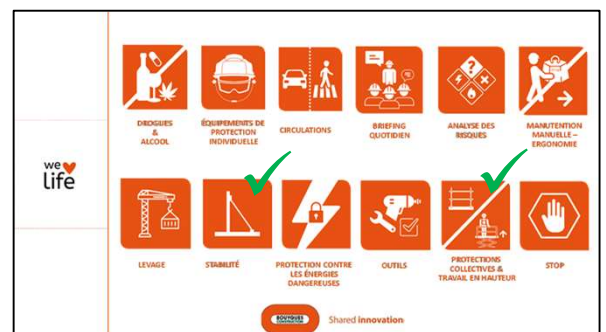 we
life
DROGUES
&
ALCOOL
ÉQUIPEMENTS DE
PROTECTION
INDIVIDUELLE
CIRCULATIONS
BRIEFING
QUOTIDIEN
ANALYSE DES
RISQUES
MANUTENTION
MANUELLE –
ERGONOMIE
LEVAGE
STABILITÉ
PROTECTION CONTRE
LES ÉNERGIES
DANGEREUSES
OUTILS
PROTECTIONS
COLLECTIVES &
TRAVAIL EN HAUTEUR
STOP
BOUYGUES
CONSTRUCTION
Shared innovation